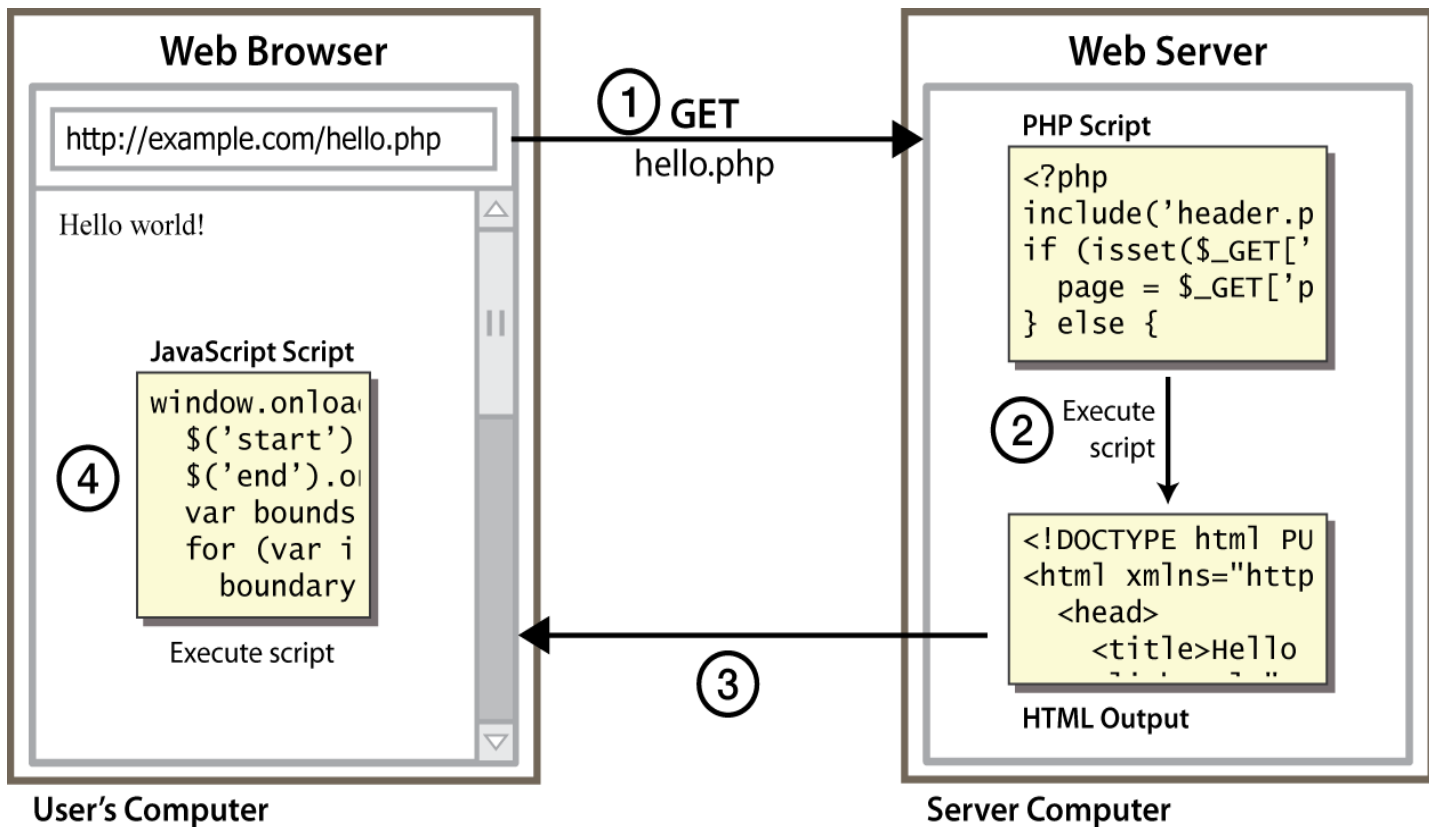 Web Browser
http://example.com/hello.php
Hello world!
JavaScript Script
window.onloa
$('start')
$('end').o
var bounds
for (var i
boundary
4
Execute script
User's Computer
1 GET
hello.php
3
Web Server
PHP Script
<?php
include('header.p
if (isset($_GET['
page = $_GET['p
} else {
2
Execute
script
<!DOCTYPE html PU
<html xmlns="http
<head>
<title>Hello
HTML Output
Server Computer